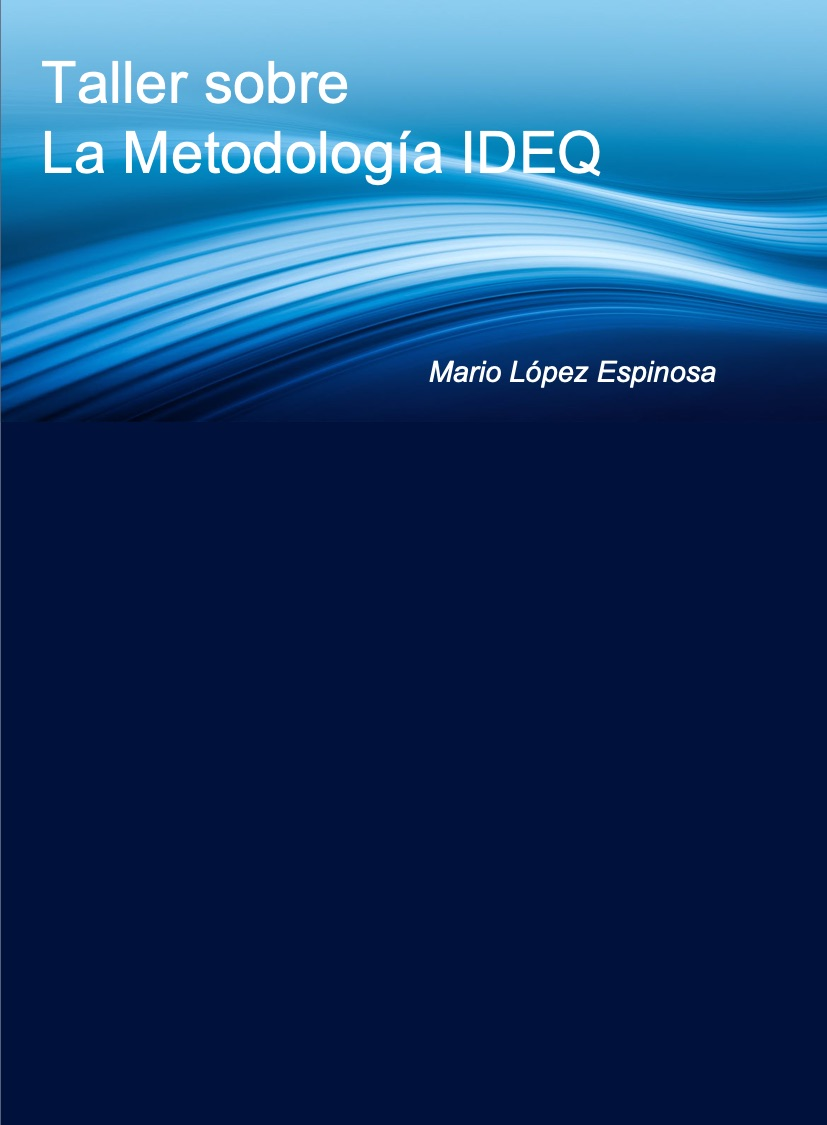 Taller sobre
La Metodología IDEQ
Mario López Espinosa